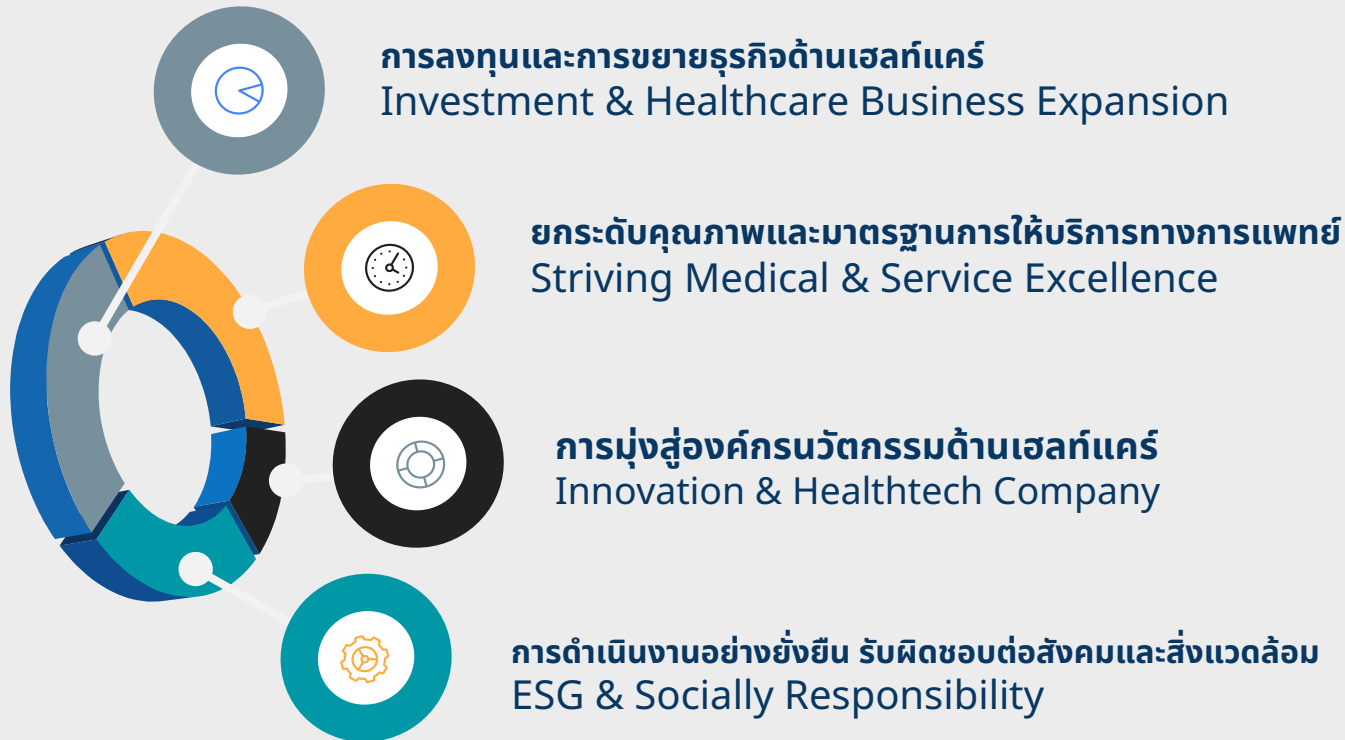 การลงทุนและการขยายธุรกิจด้านเฮลท์แคร์
Investment & Healthcare Business Expansion
ยกระดับคุณภาพและมาตรฐานการให้บริการทางการแพทย์
Striving Medical & Service Excellence
การมุ่งสู่องค์กรนวัตกรรมด้านเฮลท์แคร์
Innovation & Healthtech Company
การดำเนินงานอย่างยั่งยืน รับผิดชอบต่อสังคมและสิ่งแวดล้อม
ESG & Socially Responsibility